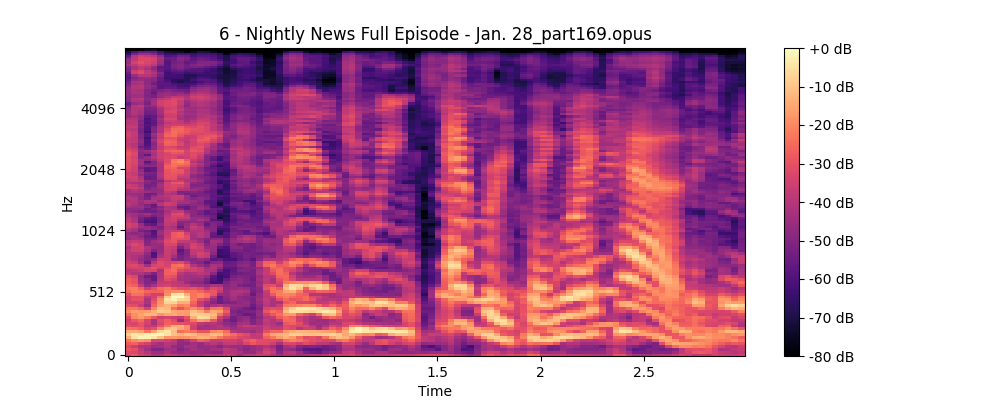 6 - Nightly News Full Episode - Jan. 28_part169.opus
Hz
4096
2048
1024
512
0
0
0.5
1
1.5
2
2.5
Time
+0 dB
-10 dB
-20 dB
-30 dB
-40 dB
-50 dB
-60 dB
-70 dB
-80 dB